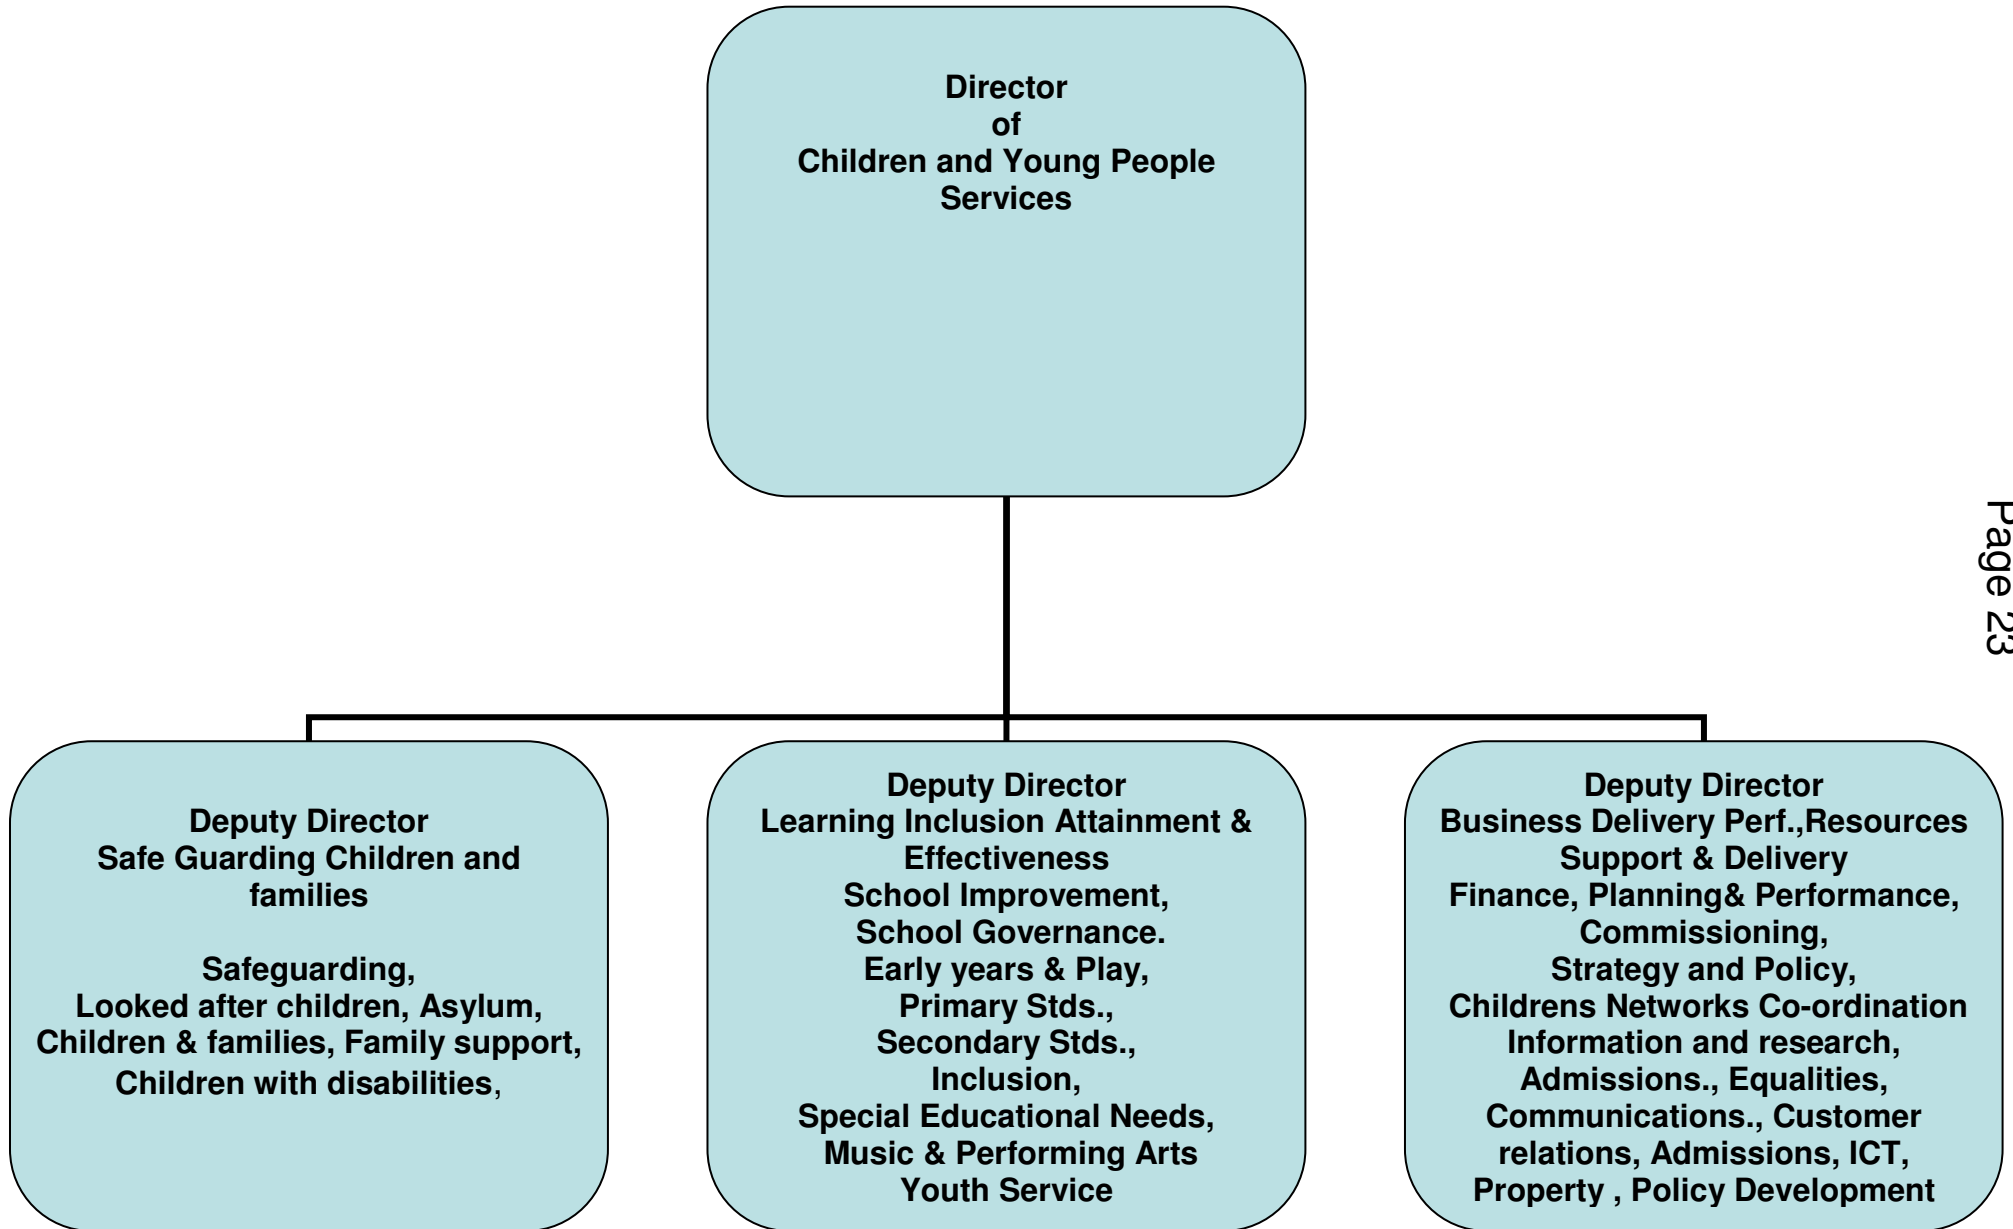 Director
of
Children and Young People
Services
Page 23
Deputy Director
Safe Guarding Children and
families
Safeguarding,
Looked after children, Asylum,
Children & families, Family support,
Children with disabilities,
Deputy Director
Learning Inclusion Attainment &
Effectiveness
School Improvement,
School Governance.
Early years & Play,
Primary Stds.,
Secondary Stds.,
Inclusion,
Special Educational Needs,
Music & Performing Arts
Youth Service
Deputy Director
Business Delivery Perf.,Resources
Support & Delivery
Finance, Planning& Performance,
Commissioning,
Strategy and Policy,
Childrens Networks Co-ordination
Information and research,
Admissions., Equalities,
Communications., Customer
relations, Admissions, ICT,
Property , Policy Development